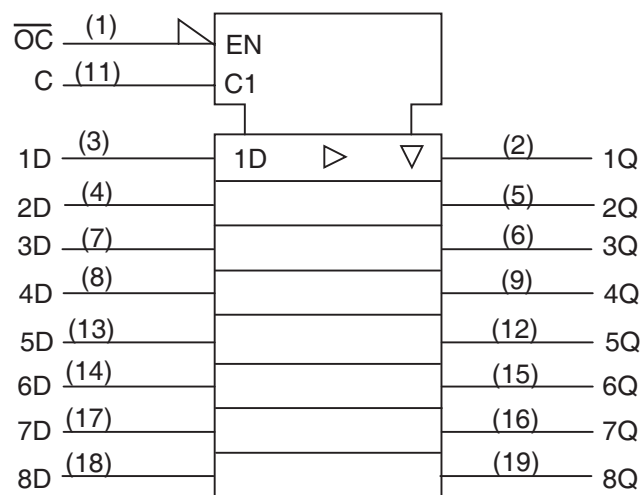 O̅C̅ (1) EN
C (11) C1
1D (3) 1D (2) 1Q
2D (4) (5) 2Q
3D (7) (6) 3Q
4D (8) (9) 4Q
5D (13) (12) 5Q
6D (14) (15) 6Q
7D (17) (16) 7Q
8D (18) (19) 8Q